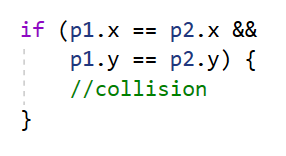 if (p1.x == p2.x &&
    p1.y == p2.y) {
    //collision
}